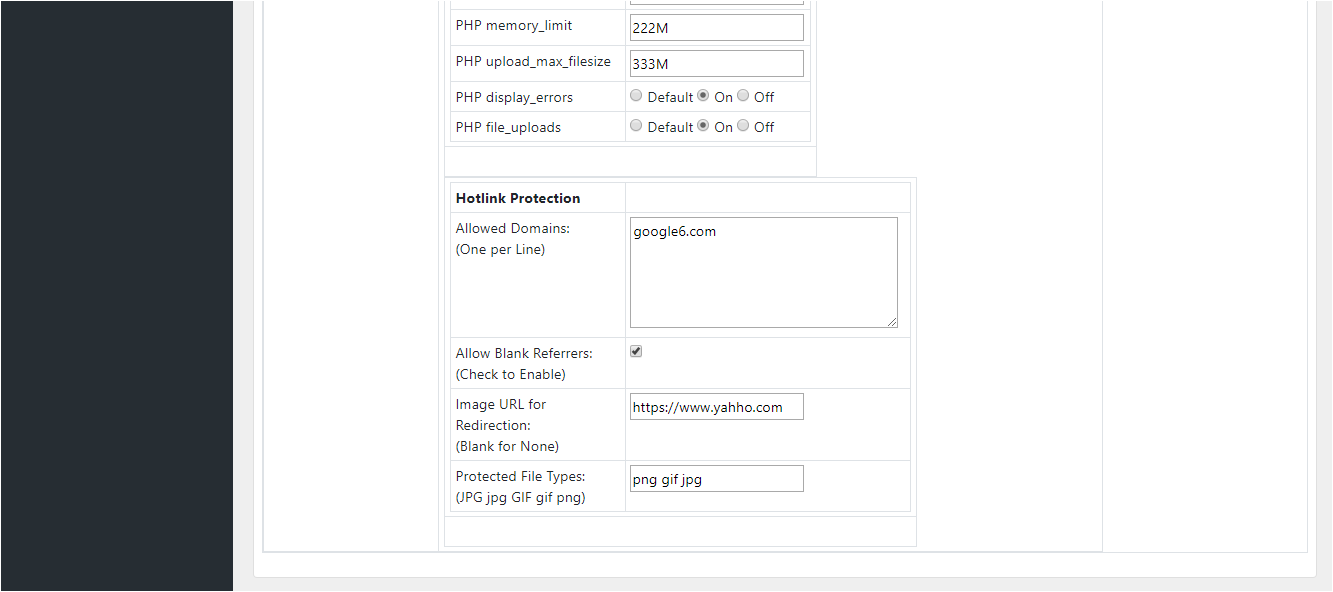 PHP memory_limit 222M
PHP upload_max_filesize 333M
PHP display_errors Default On Off
PHP file_uploads Default On Off
Hotlink Protection
Allowed Domains: google6.com
(One per Line)
Allow Blank Referrers:
(Check to Enable)
Image URL for https://www.yahho.com
Redirection:
(Blank for None)
Protected File Types: png gif jpg
(JPG jpg GIF gif png)